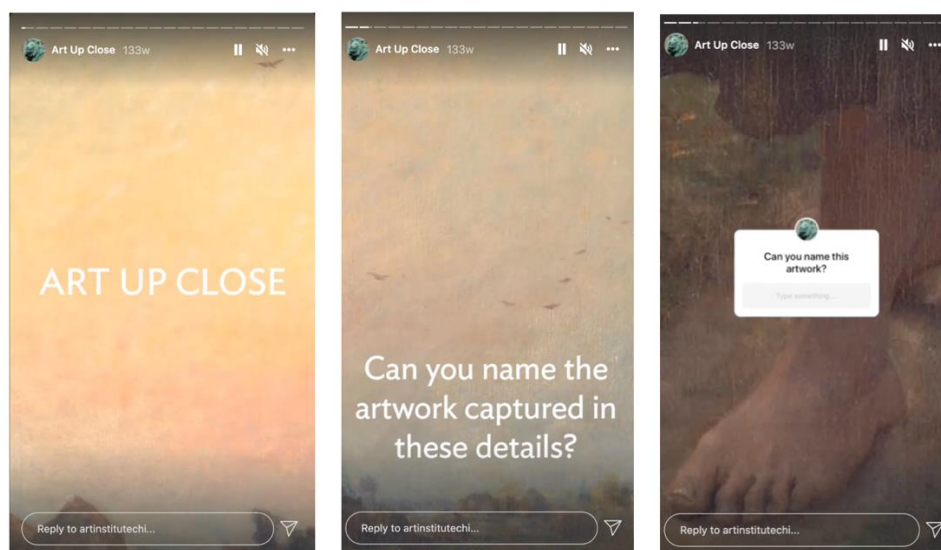 Art Up Close 133w
ART UP CLOSE
Reply to artinstitutechi...
Art Up Close 133w
Can you name the
artwork captured in
these details?
Reply to artinstitutechi...
Art Up Close 133w
Can you name this
artwork?
Type something...
Reply to artinstitutechi...